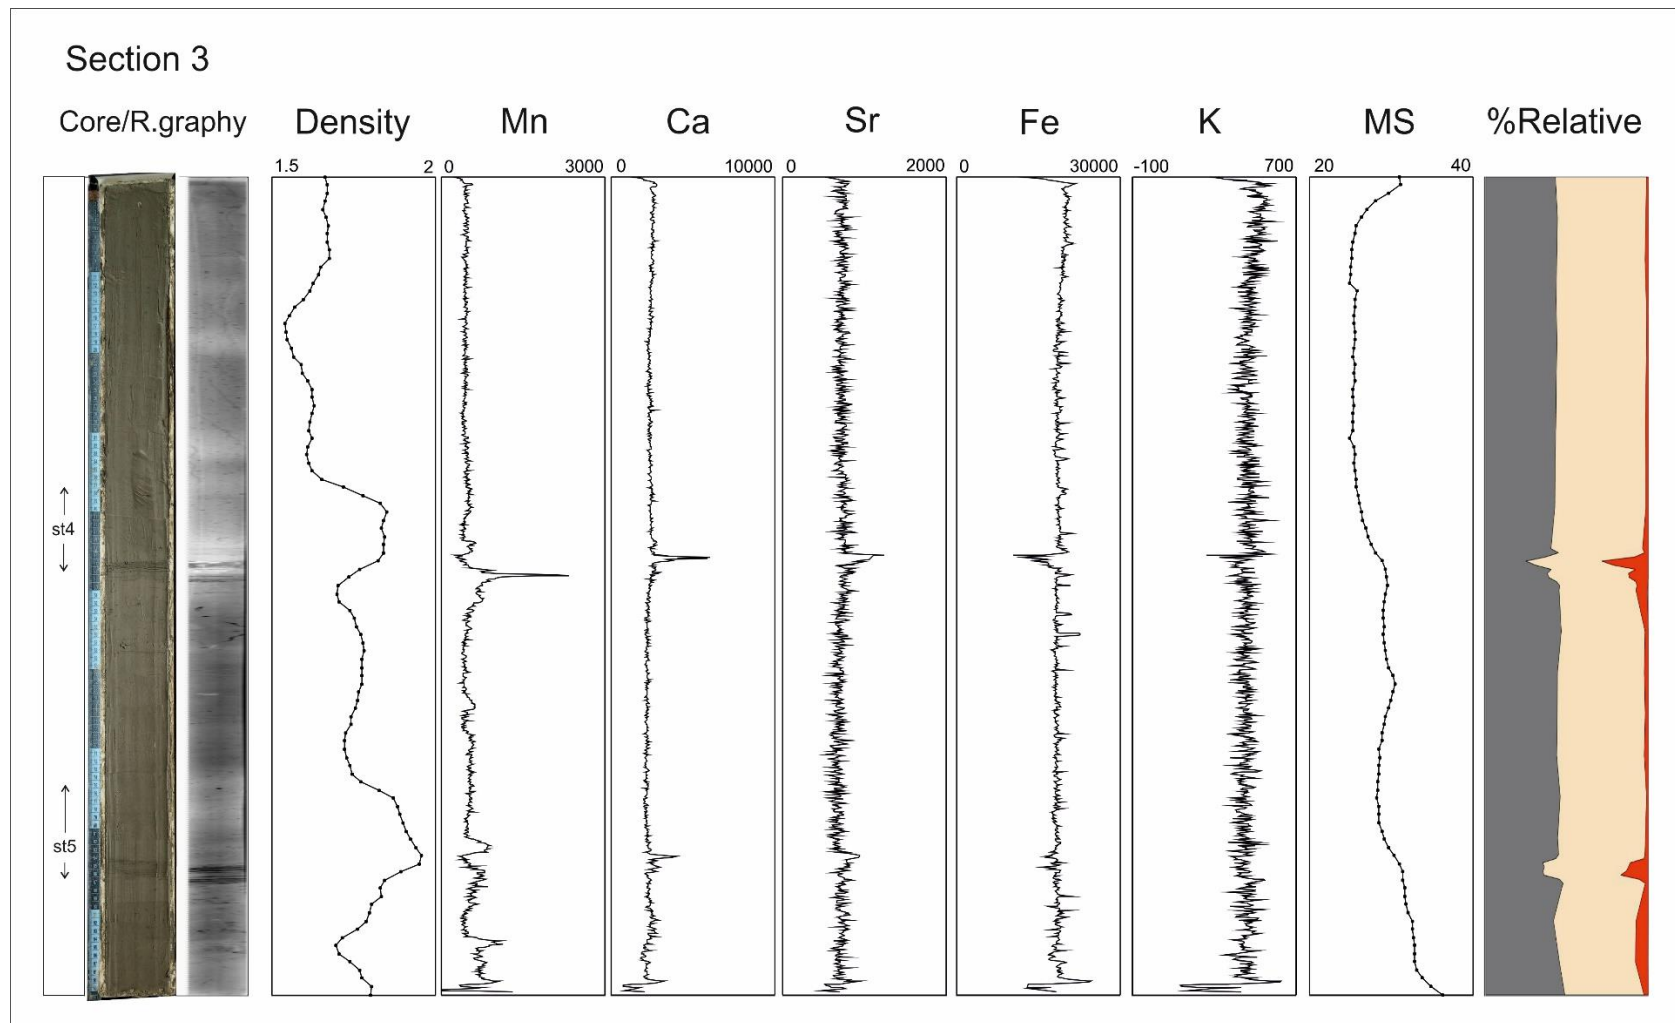 Section 3
Core/R.graphy Density Mn Ca Sr Fe K MS %Relative
1.5 2 0 3000 0 10000 0 2000 0 30000 -100 700 20 40
st4
st5